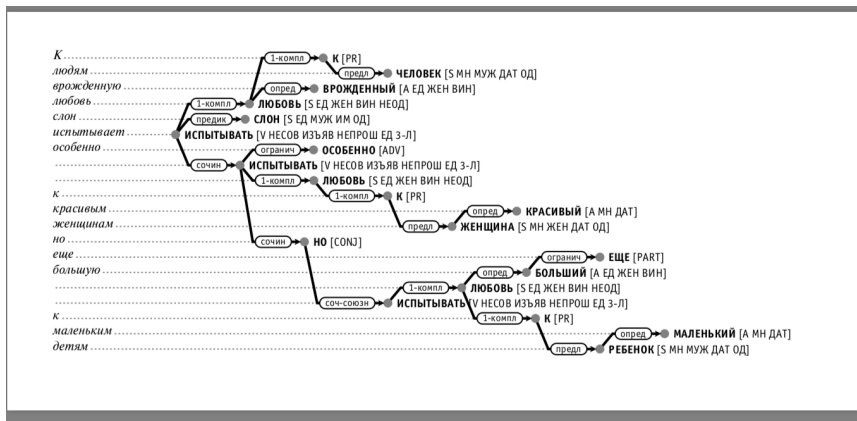 К 1-компл К [PR]
людям предл ЧЕЛОВЕК [S МН МУЖ ДАТ ОД]
врожденную опред ВРОЖДЕННЫЙ [A ЕД ЖЕН ВИН]
любовь 1-компл ЛЮБОВЬ [S ЕД ЖЕН ВИН НЕОД]
слон предик СЛОН [S ЕД МУЖ ИМ ОД]
испытывает ИСПЫТЫВАТЬ [V НЕСОВ ИЗЪЯВ НЕПРОШ ЕД 3-Л]
особенно огранич ОСОБЕННО [ADV]
сочин ИСПЫТЫВАТЬ [V НЕСОВ ИЗЪЯВ НЕПРОШ ЕД 3-Л]
1-компл ЛЮБОВЬ [S ЕД ЖЕН ВИН НЕОД]
к 1-компл К [PR]
красивым опред КРАСИВЫЙ [A МН ДАТ]
женщинам предл ЖЕНЩИНА [S МН ЖЕН ДАТ ОД]
но сочин НО [CONJ]
еще огранич ЕЩЕ [PART]
большую опред БОЛЬШИЙ [A ЕД ЖЕН ВИН]
1-компл ЛЮБОВЬ [S ЕД ЖЕН ВИН НЕОД]
соч-союзн ИСПЫТЫВАТЬ [V НЕСОВ ИЗЪЯВ НЕПРОШ ЕД 3-Л]
к 1-компл К [PR]
маленьким опред МАЛЕНЬКИЙ [A МН ДАТ]
детям предл РЕБЕНОК [S МН МУЖ ДАТ ОД]